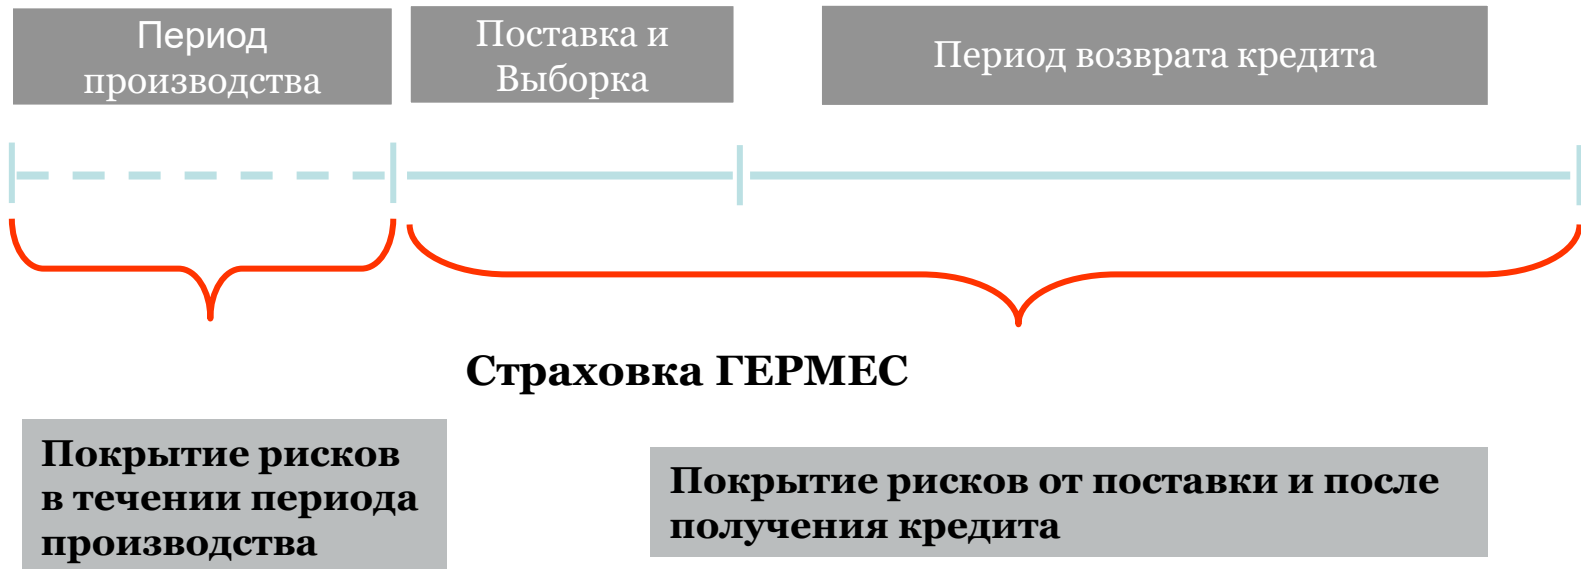 Период
производства
Поставка и
Выборка
Период возврата кредита
Страховка ГЕРМЕС
Покрытие рисков
в течении периода
производства
Покрытие рисков от поставки и после
получения кредита